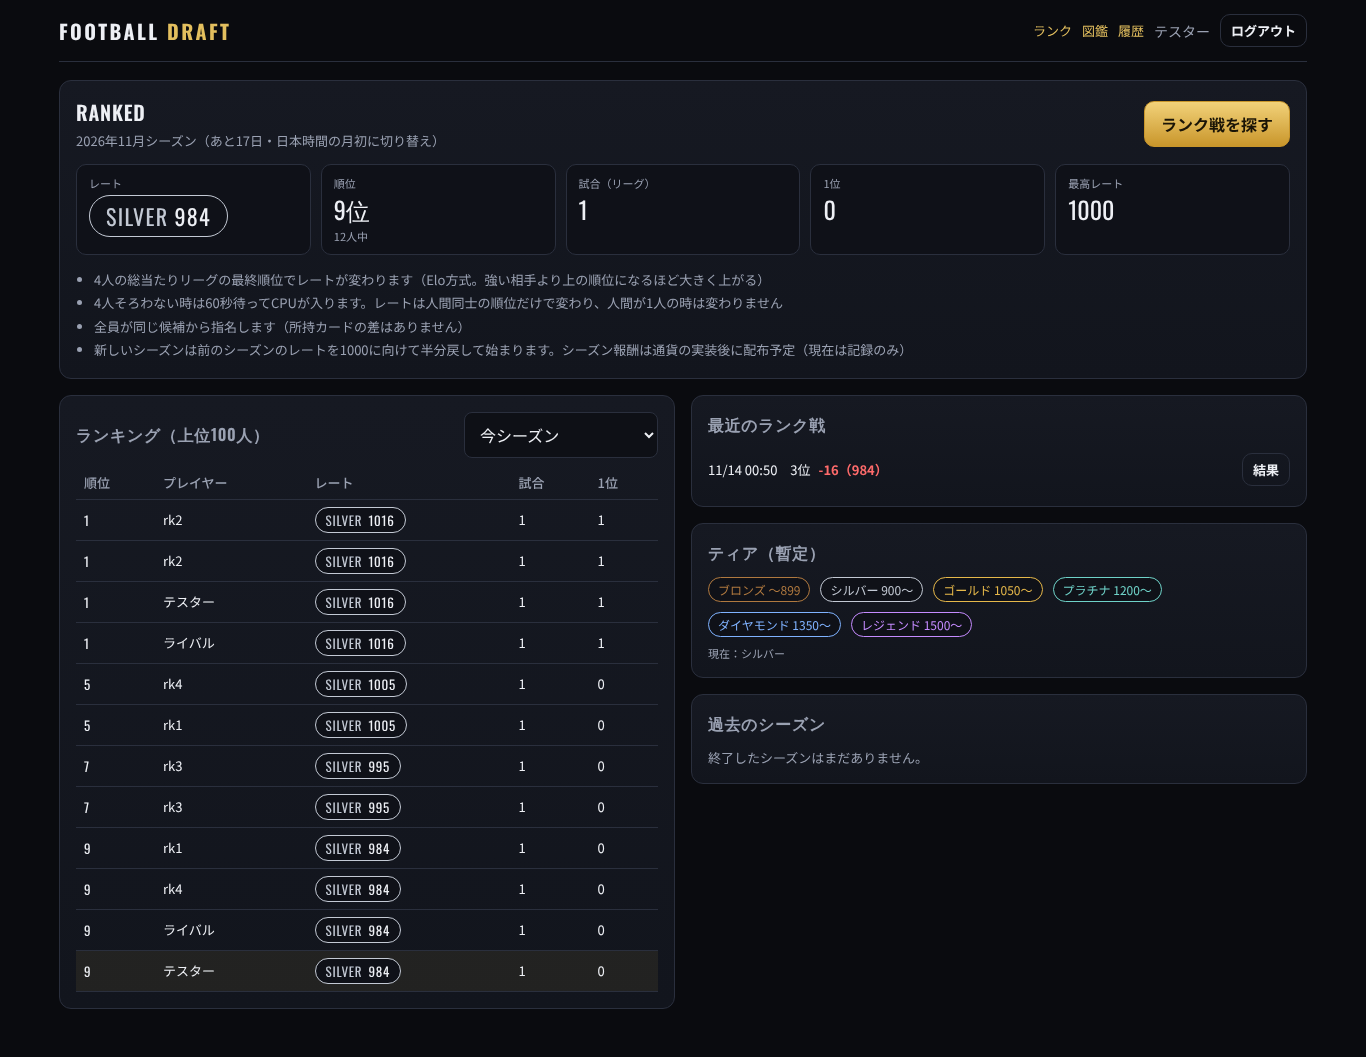 FOOTBALL DRAFT
ランク 図鑑 履歴 テスター ログアウト
RANKED
2026年11月シーズン（あと17日・日本時間の月初に切り替え）
ランク戦を探す
レート
SILVER 984
順位
9位
12人中
試合（リーグ）
1
1位
0
最高レート
1000
4人の総当たりリーグの最終順位でレートが変わります（Elo方式。強い相手より上の順位になるほど大きく上がる）
4人そろわない時は60秒待ってCPUが入ります。レートは人間同士の順位だけで変わり、人間が1人の時は変わりません
全員が同じ候補から指名します（所持カードの差はありません）
新しいシーズンは前のシーズンのレートを1000に向けて半分戻して始まります。シーズン報酬は通貨の実装後に配布予定（現在は記録のみ）
ランキング（上位100人）
今シーズン
順位 プレイヤー レート 試合 1位
1 rk2 SILVER 1016 1 1
1 rk2 SILVER 1016 1 1
1 テスター SILVER 1016 1 1
1 ライバル SILVER 1016 1 1
5 rk4 SILVER 1005 1 0
5 rk1 SILVER 1005 1 0
7 rk3 SILVER 995 1 0
7 rk3 SILVER 995 1 0
9 rk1 SILVER 984 1 0
9 rk4 SILVER 984 1 0
9 ライバル SILVER 984 1 0
9 テスター SILVER 984 1 0
最近のランク戦
11/14 00:50 3位 -16（984） 結果
ティア（暫定）
ブロンズ 〜899 シルバー 900〜 ゴールド 1050〜 プラチナ 1200〜
ダイヤモンド 1350〜 レジェンド 1500〜
現在：シルバー
過去のシーズン
終了したシーズンはまだありません。